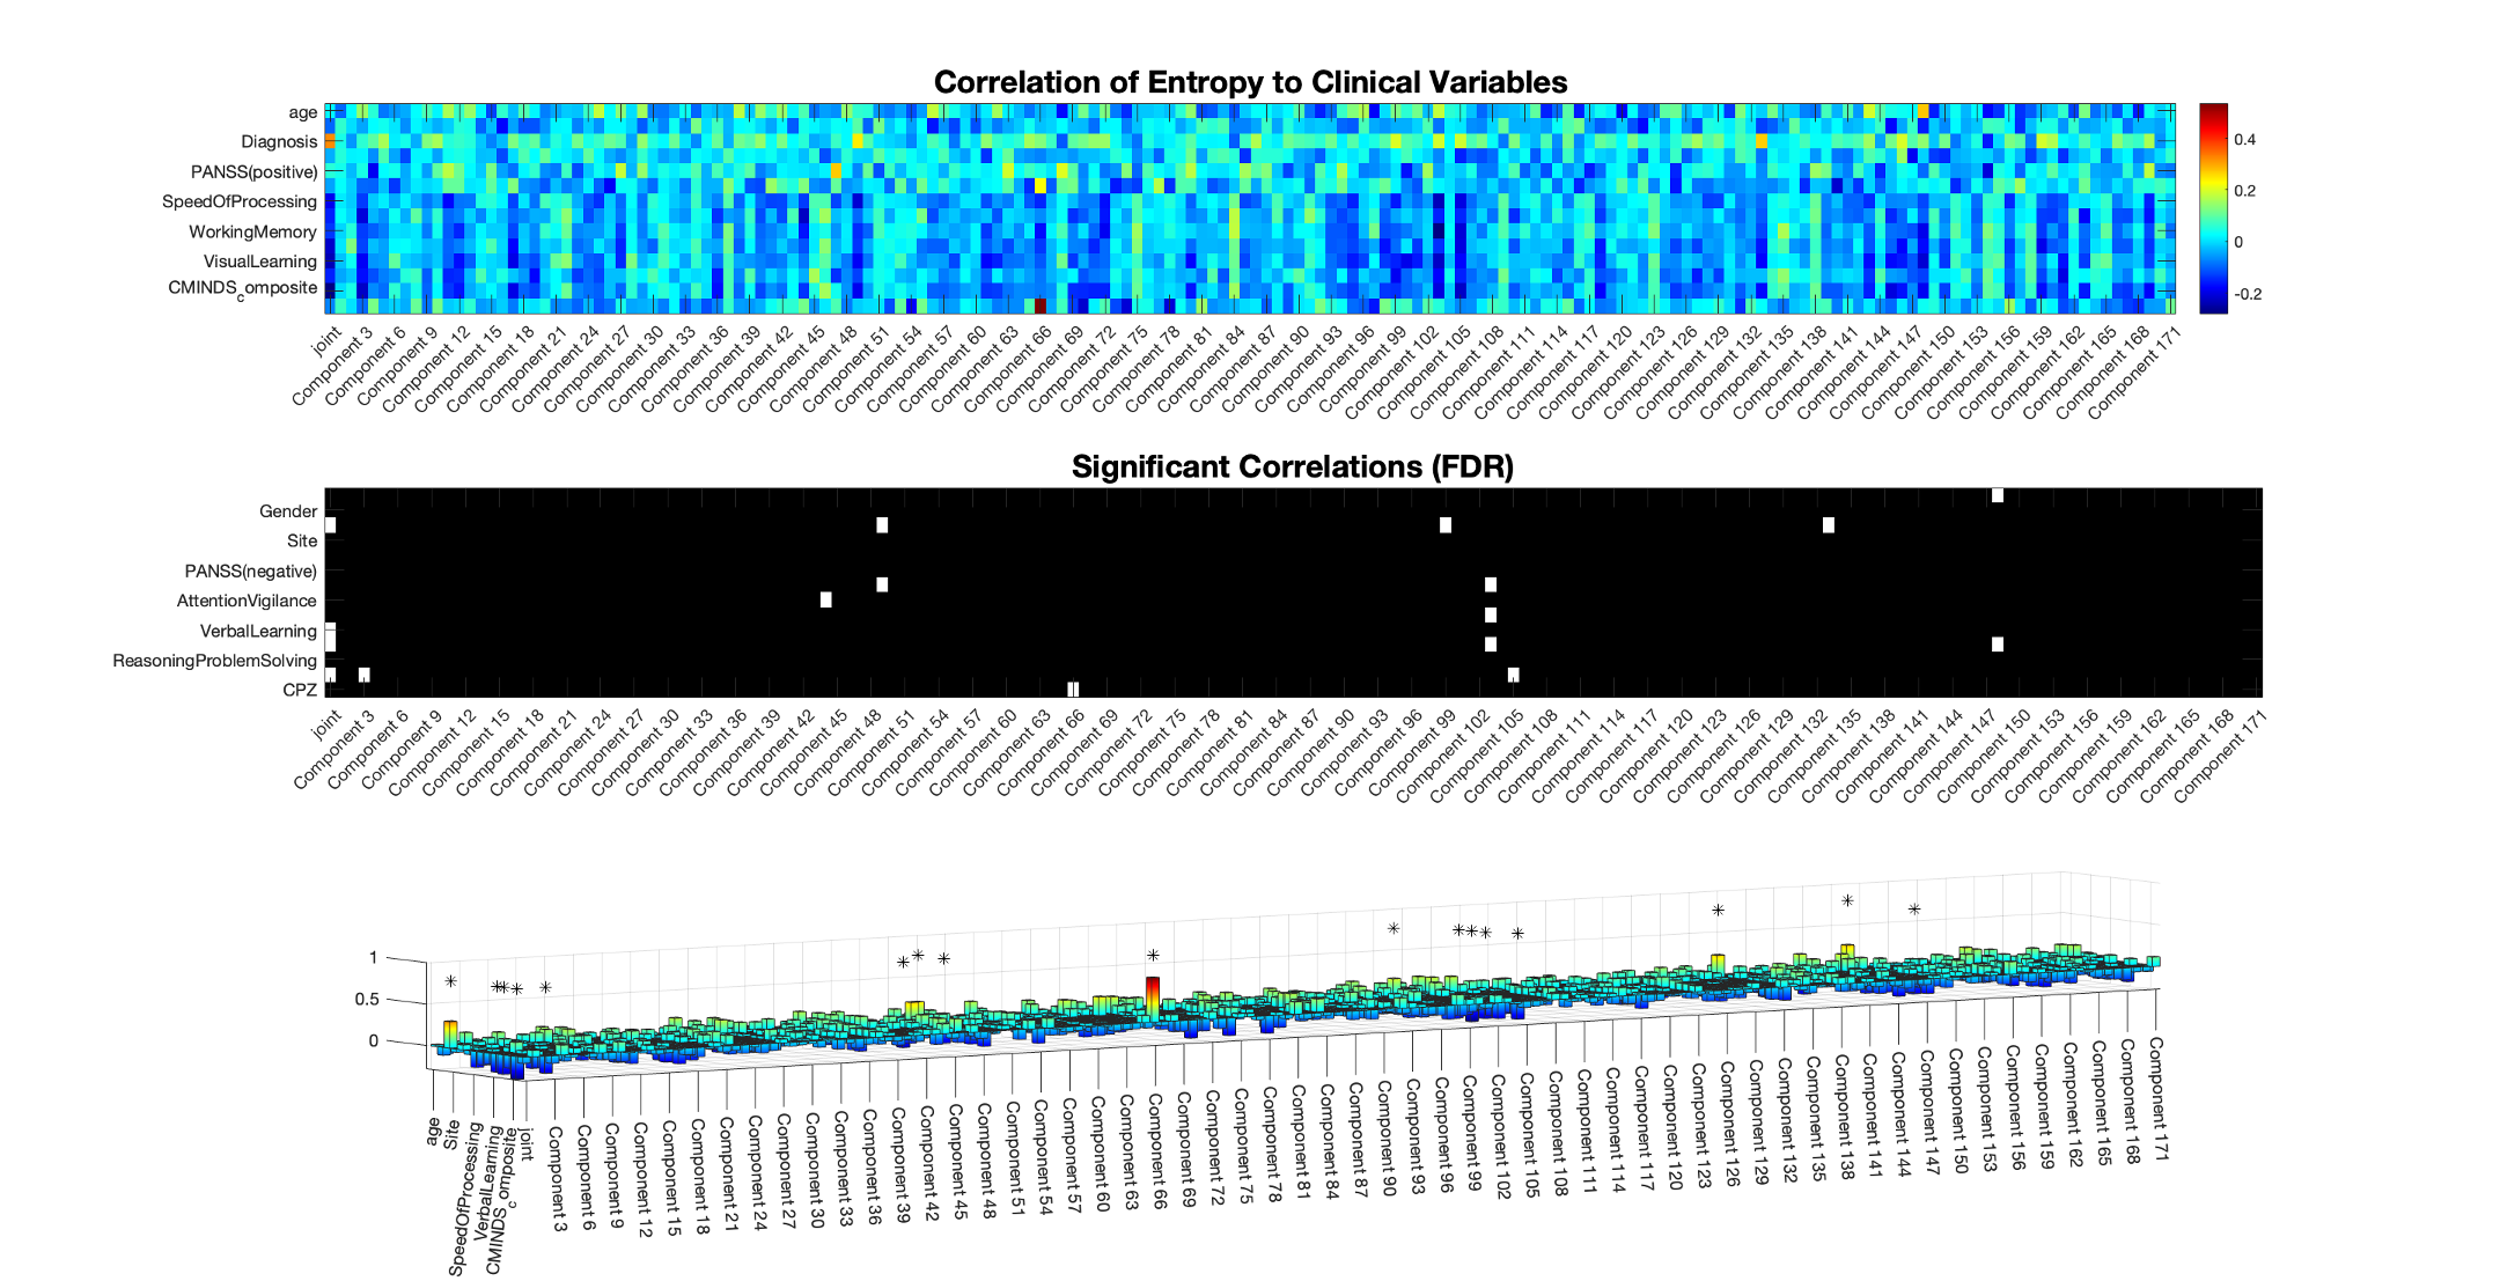 Correlation of Entropy to Clinical Variables
age
Diagnosis
PANSS(positive)
SpeedOfProcessing
WorkingMemory
VisualLearning
CMINDScomposite
0.4
0.2
0
-0.2
joint
Component 3
Component 6
Component 9
Component 12
Component 15
Component 18
Component 21
Component 24
Component 27
Component 30
Component 33
Component 36
Component 39
Component 42
Component 45
Component 48
Component 51
Component 54
Component 57
Component 60
Component 63
Component 66
Component 69
Component 72
Component 75
Component 78
Component 81
Component 84
Component 87
Component 90
Component 93
Component 96
Component 99
Component 102
Component 105
Component 108
Component 111
Component 114
Component 117
Component 120
Component 123
Component 126
Component 129
Component 132
Component 135
Component 138
Component 141
Component 144
Component 147
Component 150
Component 153
Component 156
Component 159
Component 162
Component 165
Component 168
Component 171
Significant Correlations (FDR)
Gender
Site
PANSS(negative)
AttentionVigilance
VerbalLearning
ReasoningProblemSolving
CPZ
joint
Component 3
Component 6
Component 9
Component 12
Component 15
Component 18
Component 21
Component 24
Component 27
Component 30
Component 33
Component 36
Component 39
Component 42
Component 45
Component 48
Component 51
Component 54
Component 57
Component 60
Component 63
Component 66
Component 69
Component 72
Component 75
Component 78
Component 81
Component 84
Component 87
Component 90
Component 93
Component 96
Component 99
Component 102
Component 105
Component 108
Component 111
Component 114
Component 117
Component 120
Component 123
Component 126
Component 129
Component 132
Component 135
Component 138
Component 141
Component 144
Component 147
Component 150
Component 153
Component 156
Component 159
Component 162
Component 165
Component 168
Component 171
1
0.5
0
age
Site
SpeedOfProcessing
VerbalLearning
CMINDScomposite
joint
Component 3
Component 6
Component 9
Component 12
Component 15
Component 18
Component 21
Component 24
Component 27
Component 30
Component 33
Component 36
Component 39
Component 42
Component 45
Component 48
Component 51
Component 54
Component 57
Component 60
Component 63
Component 66
Component 69
Component 72
Component 75
Component 78
Component 81
Component 84
Component 87
Component 90
Component 93
Component 96
Component 99
Component 102
Component 105
Component 108
Component 111
Component 114
Component 117
Component 120
Component 123
Component 126
Component 129
Component 132
Component 135
Component 138
Component 141
Component 144
Component 147
Component 150
Component 153
Component 156
Component 159
Component 162
Component 165
Component 168
Component 171